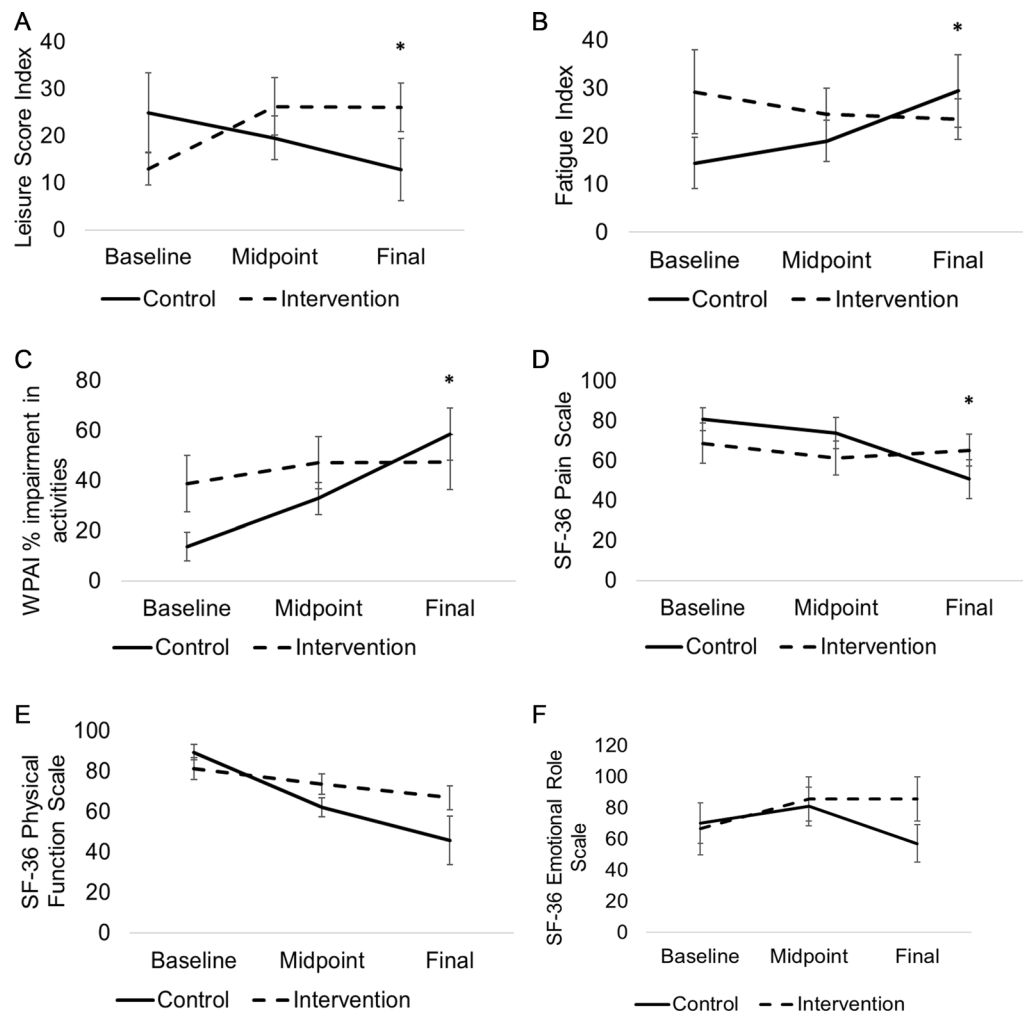 A
Leisure Score Index
40
30
20
10
0
*
Baseline Midpoint Final
Control Intervention
B
Fatigue Index
40
30
20
10
0
*
Baseline Midpoint Final
Control Intervention
C
WPAI % impairment in
activities
80
60
40
20
0
*
Baseline Midpoint Final
Control Intervention
D
SF-36 Pain Scale
100
80
60
40
20
0
*
Baseline Midpoint Final
Control Intervention
E
SF-36 Physical
Function Scale
100
80
60
40
20
0
Baseline Midpoint Final
Control Intervention
F
SF-36 Emotional Role
Scale
120
100
80
60
40
20
0
Baseline Midpoint Final
Control Intervention